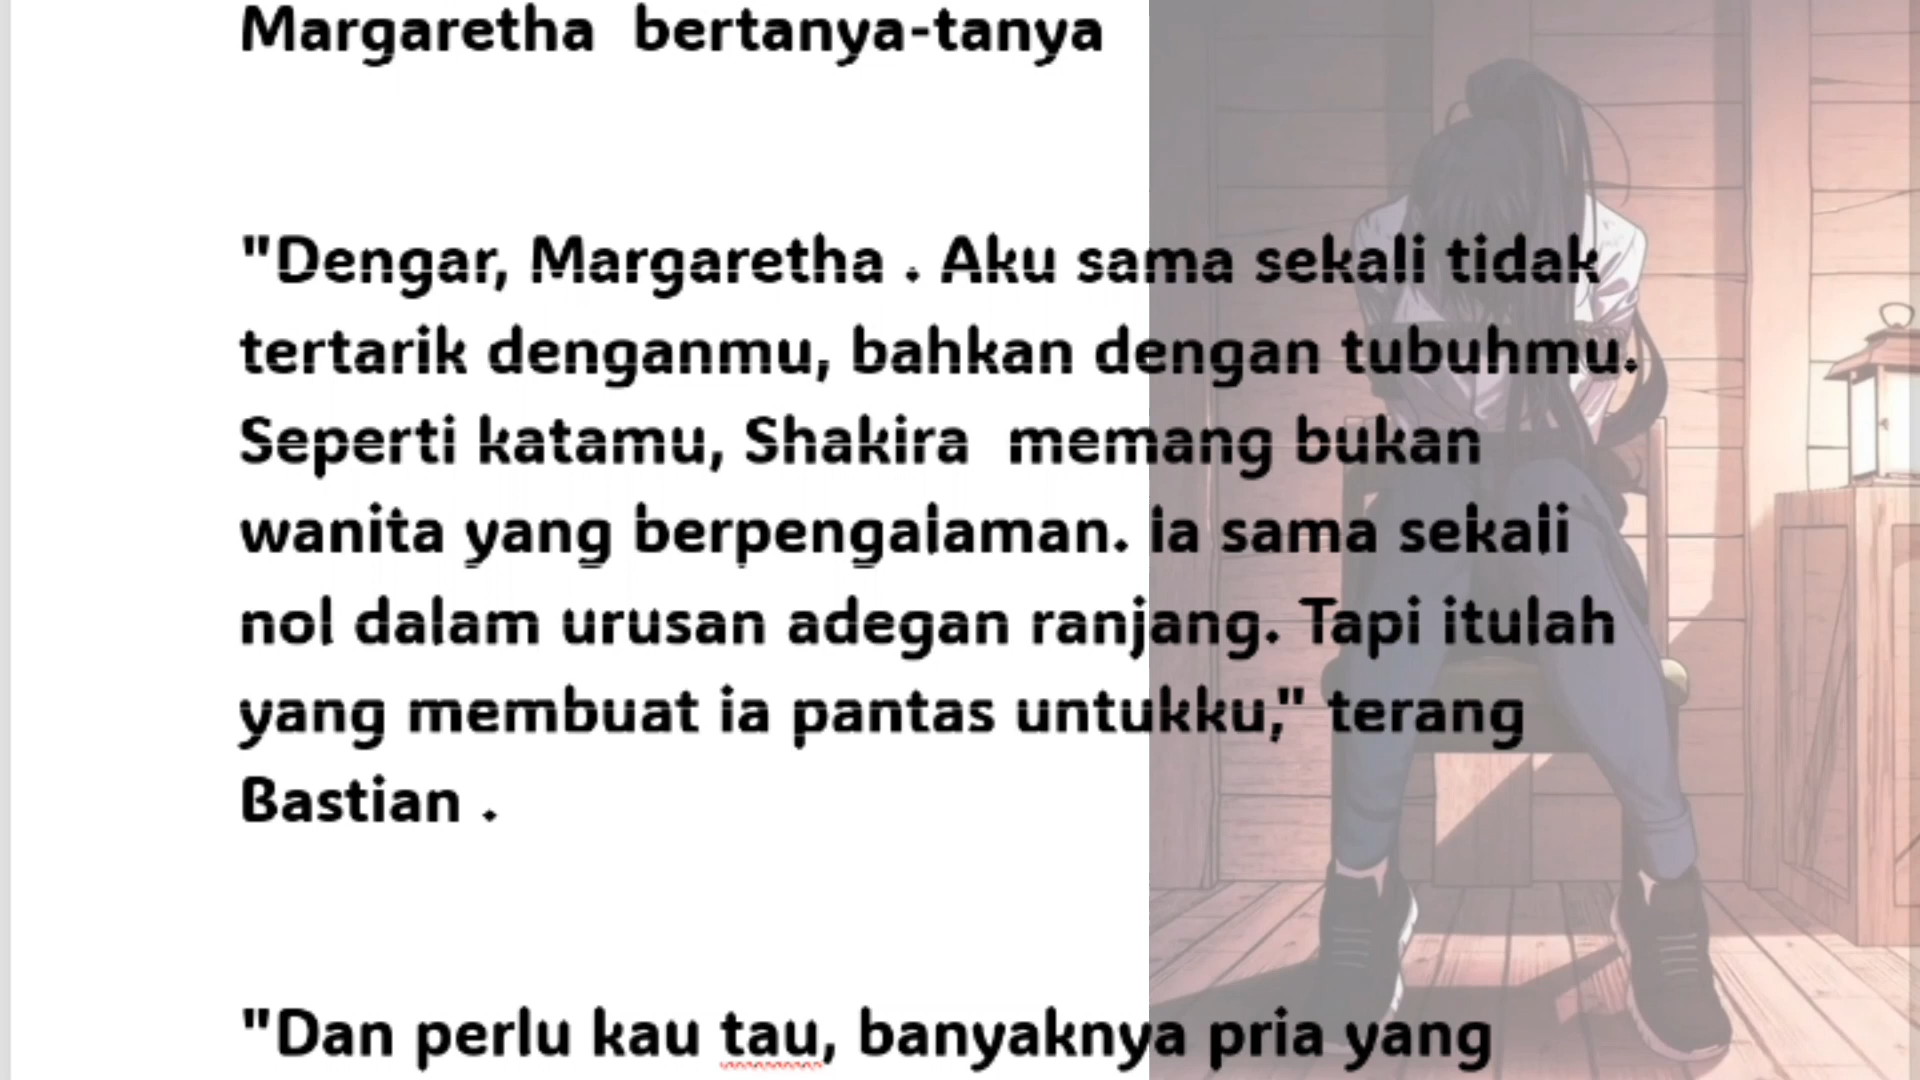 Margaretha  bertanya-tanya
"Dengar, Margaretha . Aku sama sekali tidak
tertarik denganmu, bahkan dengan tubuhmu.
Seperti katamu, Shakira  memang bukan
wanita yang berpengalaman. ia sama sekali
nol dalam urusan adegan ranjang. Tapi itulah
yang membuat ia pantas untukku," terang
Bastian .
"Dan perlu kau tau, banyaknya pria yang